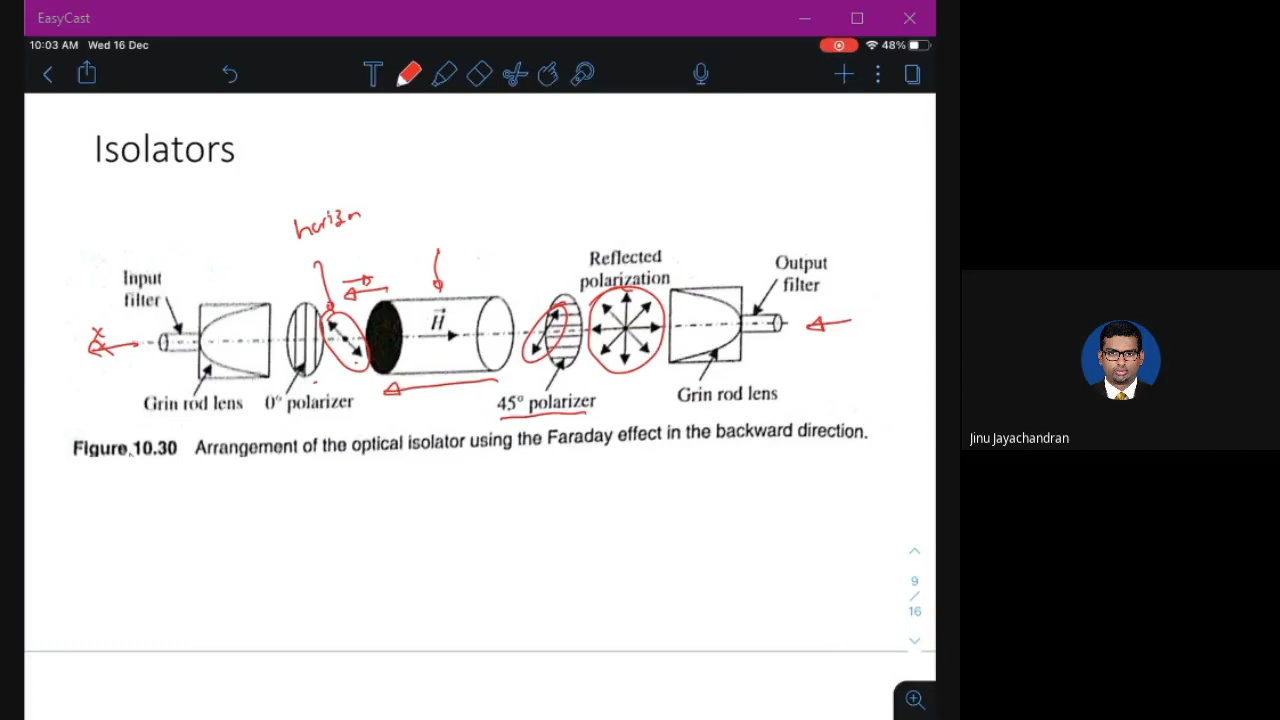 EasyCast
10:03 AM Wed 16 Dec
48%
T
Isolators
horizon
Reflected
polarization
Output
filter
Input
filter
H
Grin rod lens
0° polarizer
45° polarizer
Grin rod lens
Figure 10.30 Arrangement of the optical isolator using the Faraday effect in the backward direction.
9
/
16
Jinu Jayachandran